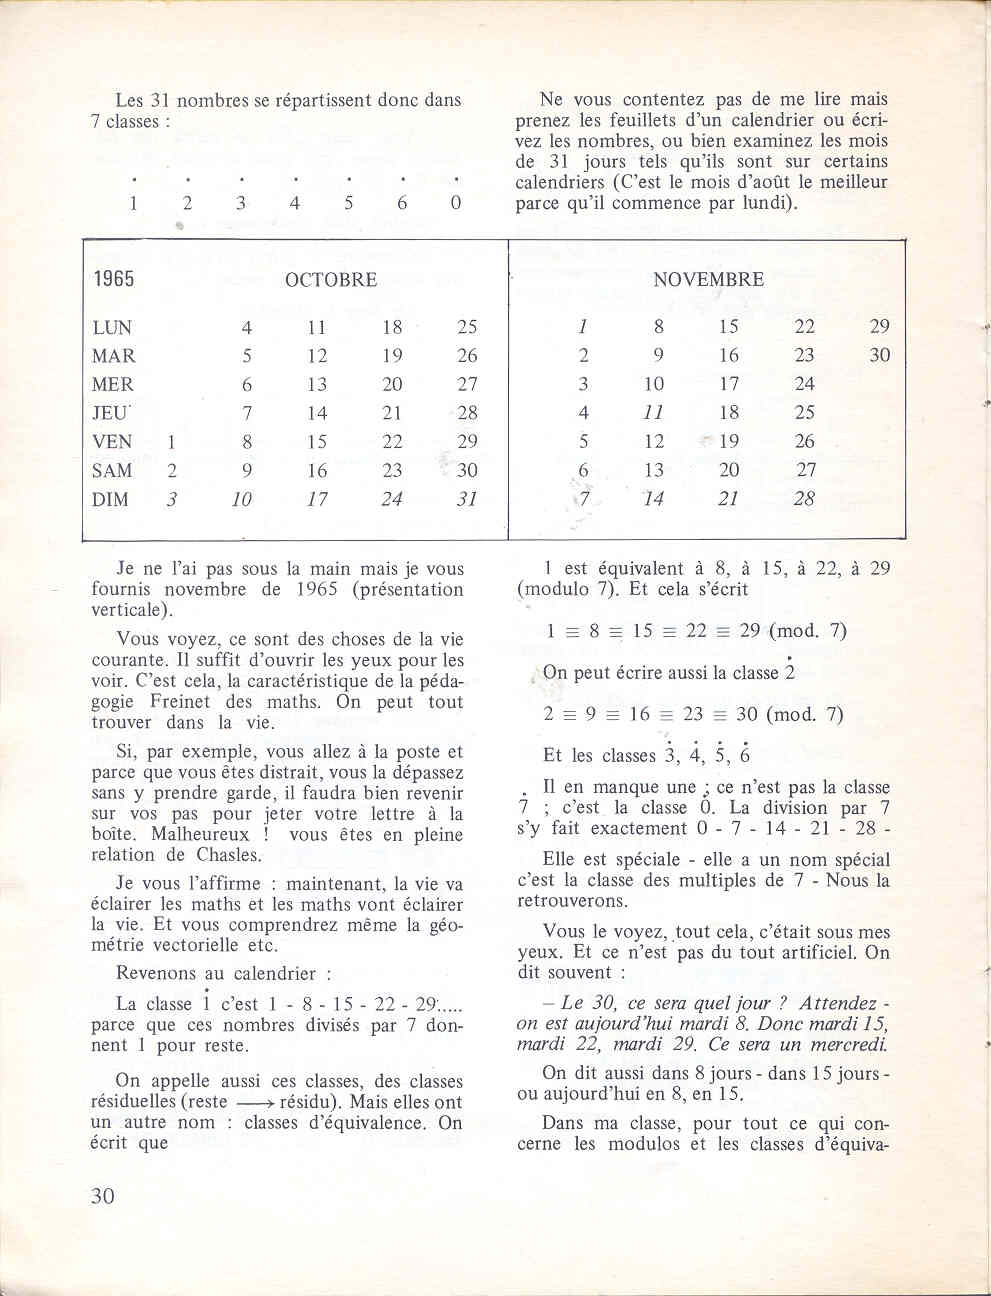 Les 31 nombres se répartissent donc dans
7 classes :
. . . . . . .
1 2 3 4 5 6 0
Ne vous contentez pas de me lire mais
prenez les feuillets d'un calendrier ou écri-
vez les nombres, ou bien examinez les mois
de 31 jours tels qu'ils sont sur certains
calendriers (C'est le mois d'août le meilleur
parce qu'il commence par lundi).
1965 OCTOBRE NOVEMBRE
LUN 4 11 18 25 1 8 15 22 29
MAR 5 12 19 26 2 9 16 23 30
MER 6 13 20 27 3 10 17 24
JEU 7 14 21 28 4 11 18 25
VEN 1 8 15 22 29 5 12 19 26
SAM 2 9 16 23 30 6 13 20 27
DIM 3 10 17 24 31 7 14 21 28
Je ne l'ai pas sous la main mais je vous
fournis novembre de 1965 (présentation
verticale).
Vous voyez, ce sont des choses de la vie
courante. Il suffit d'ouvrir les yeux pour les
voir. C'est cela, la caractéristique de la péda-
gogie Freinet des maths. On peut tout
trouver dans la vie.
Si, par exemple, vous allez à la poste et
parce que vous êtes distrait, vous la dépassez
sans y prendre garde, il faudra bien revenir
sur vos pas pour jeter votre lettre à la
boîte. Malheureux ! vous êtes en pleine
relation de Chasles.
Je vous l'affirme : maintenant, la vie va
éclairer les maths et les maths vont éclairer
la vie. Et vous comprendrez même la géo-
métrie vectorielle etc.
Revenons au calendrier :
La classe 1̇ c'est 1 - 8 - 15 - 22 - 29.....
parce que ces nombres divisés par 7 don-
nent 1 pour reste.
On appelle aussi ces classes, des classes
résiduelles (reste ⟶ résidu). Mais elles ont
un autre nom : classes d'équivalence. On
écrit que
1 est équivalent à 8, à 15, à 22, à 29
(modulo 7). Et cela s'écrit
1 ≡ 8 ≡ 15 ≡ 22 ≡ 29 (mod. 7)
On peut écrire aussi la classe 2̇
2 ≡ 9 ≡ 16 ≡ 23 ≡ 30 (mod. 7)
Et les classes 3̇, 4̇, 5̇, 6̇
Il en manque une ; ce n'est pas la classe
7̇ ; c'est la classe 0̇. La division par 7
s'y fait exactement 0 - 7 - 14 - 21 - 28 -
Elle est spéciale - elle a un nom spécial
c'est la classe des multiples de 7 - Nous la
retrouverons.
Vous le voyez, tout cela, c'était sous mes
yeux. Et ce n'est pas du tout artificiel. On
dit souvent :
– Le 30, ce sera quel jour ? Attendez -
on est aujourd'hui mardi 8. Donc mardi 15,
mardi 22, mardi 29. Ce sera un mercredi.
On dit aussi dans 8 jours - dans 15 jours -
ou aujourd'hui en 8, en 15.
Dans ma classe, pour tout ce qui con-
cerne les modulos et les classes d'équiva-
30